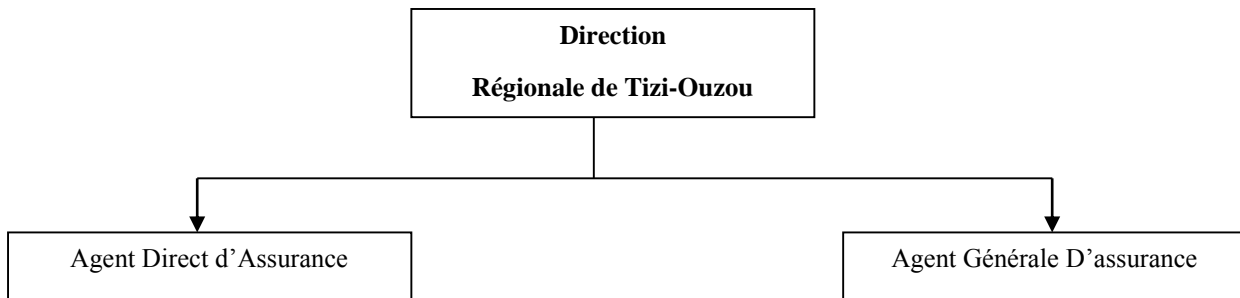 Direction
Régionale de Tizi-Ouzou
Agent Direct d’Assurance
Agent Générale D’assurance